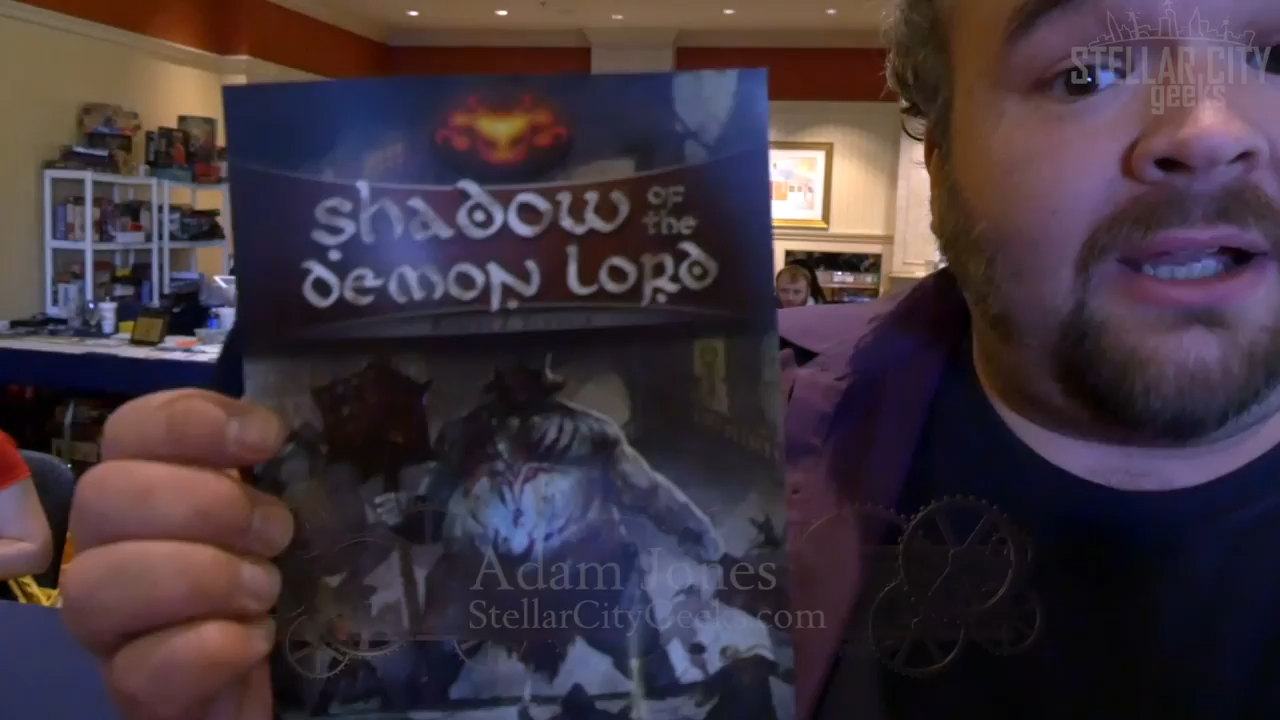 STELLAR CITY
geeks
shadow of
the
demon lord
Adam Jones
StellarCityGeeks.com